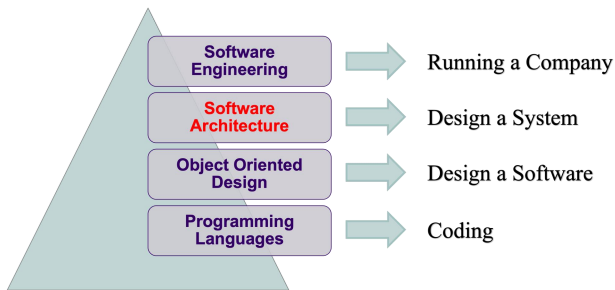 Software
Engineering
Running a Company
Software
Architecture
Design a System
Object Oriented
Design
Design a Software
Programming
Languages
Coding